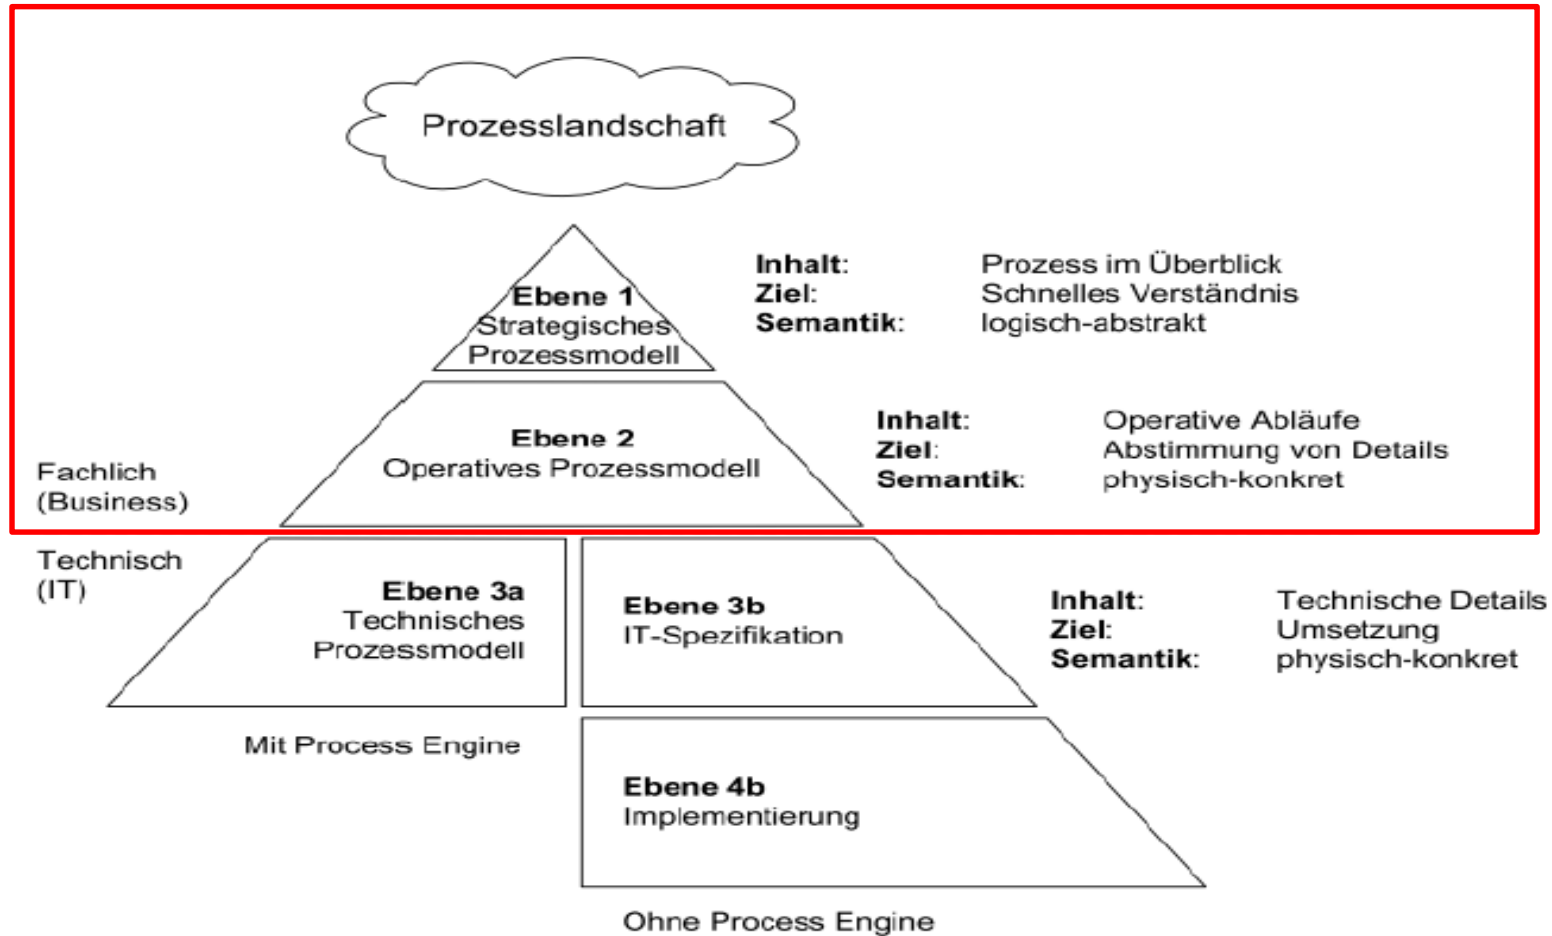 Prozesslandschaft
Ebene 1
Strategisches
Prozessmodell
Inhalt: Prozess im Überblick
Ziel: Schnelles Verständnis
Semantik: logisch-abstrakt
Ebene 2
Operatives Prozessmodell
Inhalt: Operative Abläufe
Ziel: Abstimmung von Details
Semantik: physisch-konkret
Fachlich
(Business)
Technisch
(IT)
Ebene 3a
Technisches
Prozessmodell
Ebene 3b
IT-Spezifikation
Inhalt: Technische Details
Ziel: Umsetzung
Semantik: physisch-konkret
Mit Process Engine
Ebene 4b
Implementierung
Ohne Process Engine